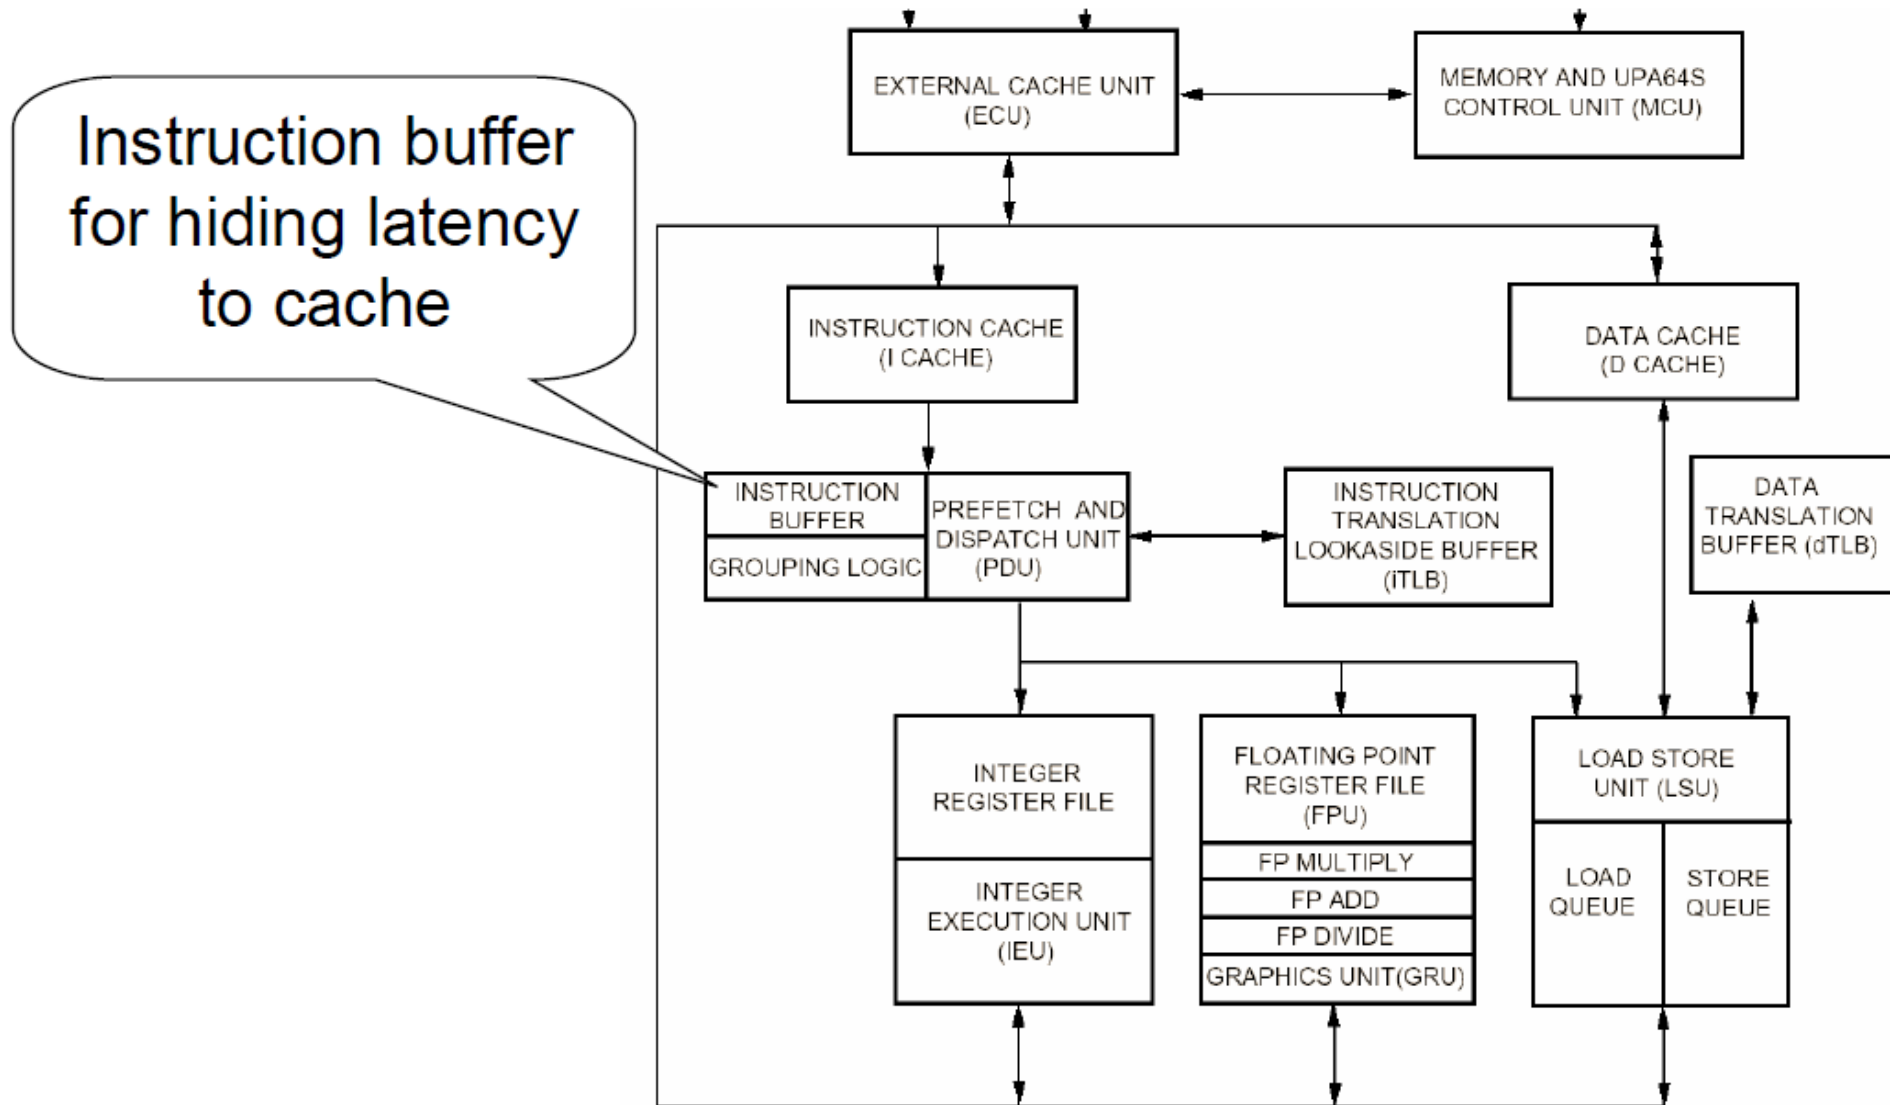 EXTERNAL CACHE UNIT
(ECU)
MEMORY AND UPA64S
CONTROL UNIT (MCU)
Instruction buffer
for hiding latency
to cache
INSTRUCTION CACHE
(I CACHE)
DATA CACHE
(D CACHE)
INSTRUCTION
BUFFER
GROUPING LOGIC
PREFETCH AND
DISPATCH UNIT
(PDU)
INSTRUCTION
TRANSLATION
LOOKASIDE BUFFER
(iTLB)
DATA
TRANSLATION
BUFFER (dTLB)
INTEGER
REGISTER FILE
INTEGER
EXECUTION UNIT
(IEU)
FLOATING POINT
REGISTER FILE
(FPU)
FP MULTIPLY
FP ADD
FP DIVIDE
GRAPHICS UNIT(GRU)
LOAD STORE
UNIT (LSU)
LOAD
QUEUE
STORE
QUEUE